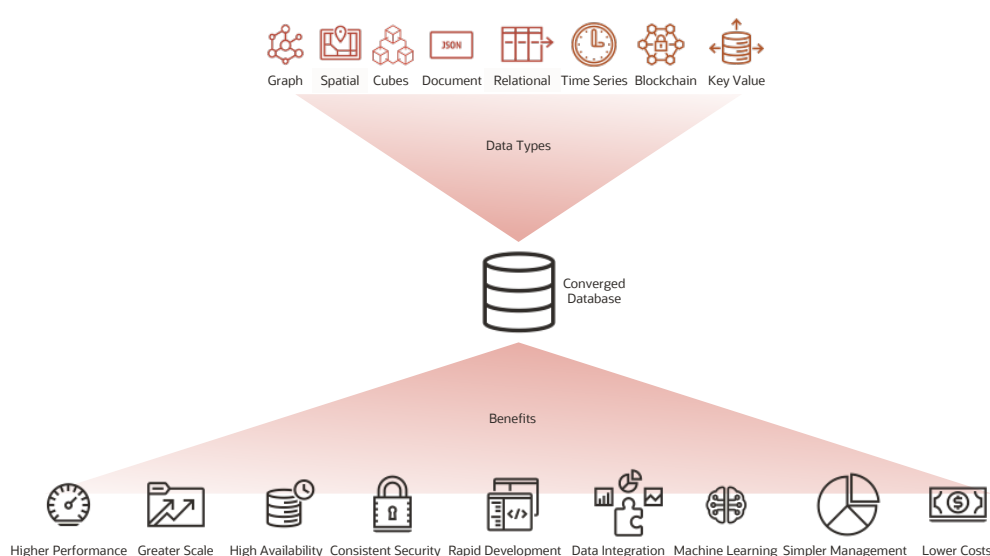 JSON
Graph Spatial Cubes Document Relational Time Series Blockchain Key Value
Data Types
Converged
Database
Benefits
</>
Higher Performance Greater Scale High Availability Consistent Security Rapid Development Data Integration Machine Learning Simpler Management Lower Costs